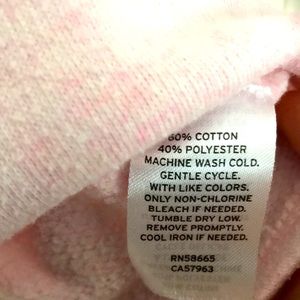 60% COTTON
40% POLYESTER
MACHINE WASH COLD.
GENTLE CYCLE.
WITH LIKE COLORS.
ONLY NON-CHLORINE
BLEACH IF NEEDED.
TUMBLE DRY LOW.
REMOVE PROMPTLY.
COOL IRON IF NEEDED.
RN58665
CA57963